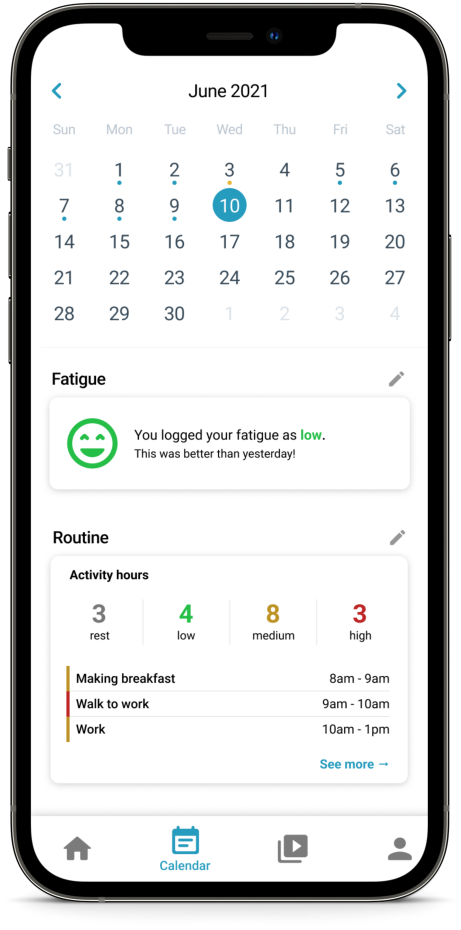 June 2021
Sun Mon Tue Wed Thu Fri Sat
31 1 2 3 4 5 6
7 8 9 10 11 12 13
14 15 16 17 18 19 20
21 22 23 24 25 26 27
28 29 30 1 2 3 4
Fatigue
You logged your fatigue as low.
This was better than yesterday!
Routine
Activity hours
3 4 8 3
rest low medium high
Making breakfast 8am - 9am
Walk to work 9am - 10am
Work 10am - 1pm
See more →
Calendar